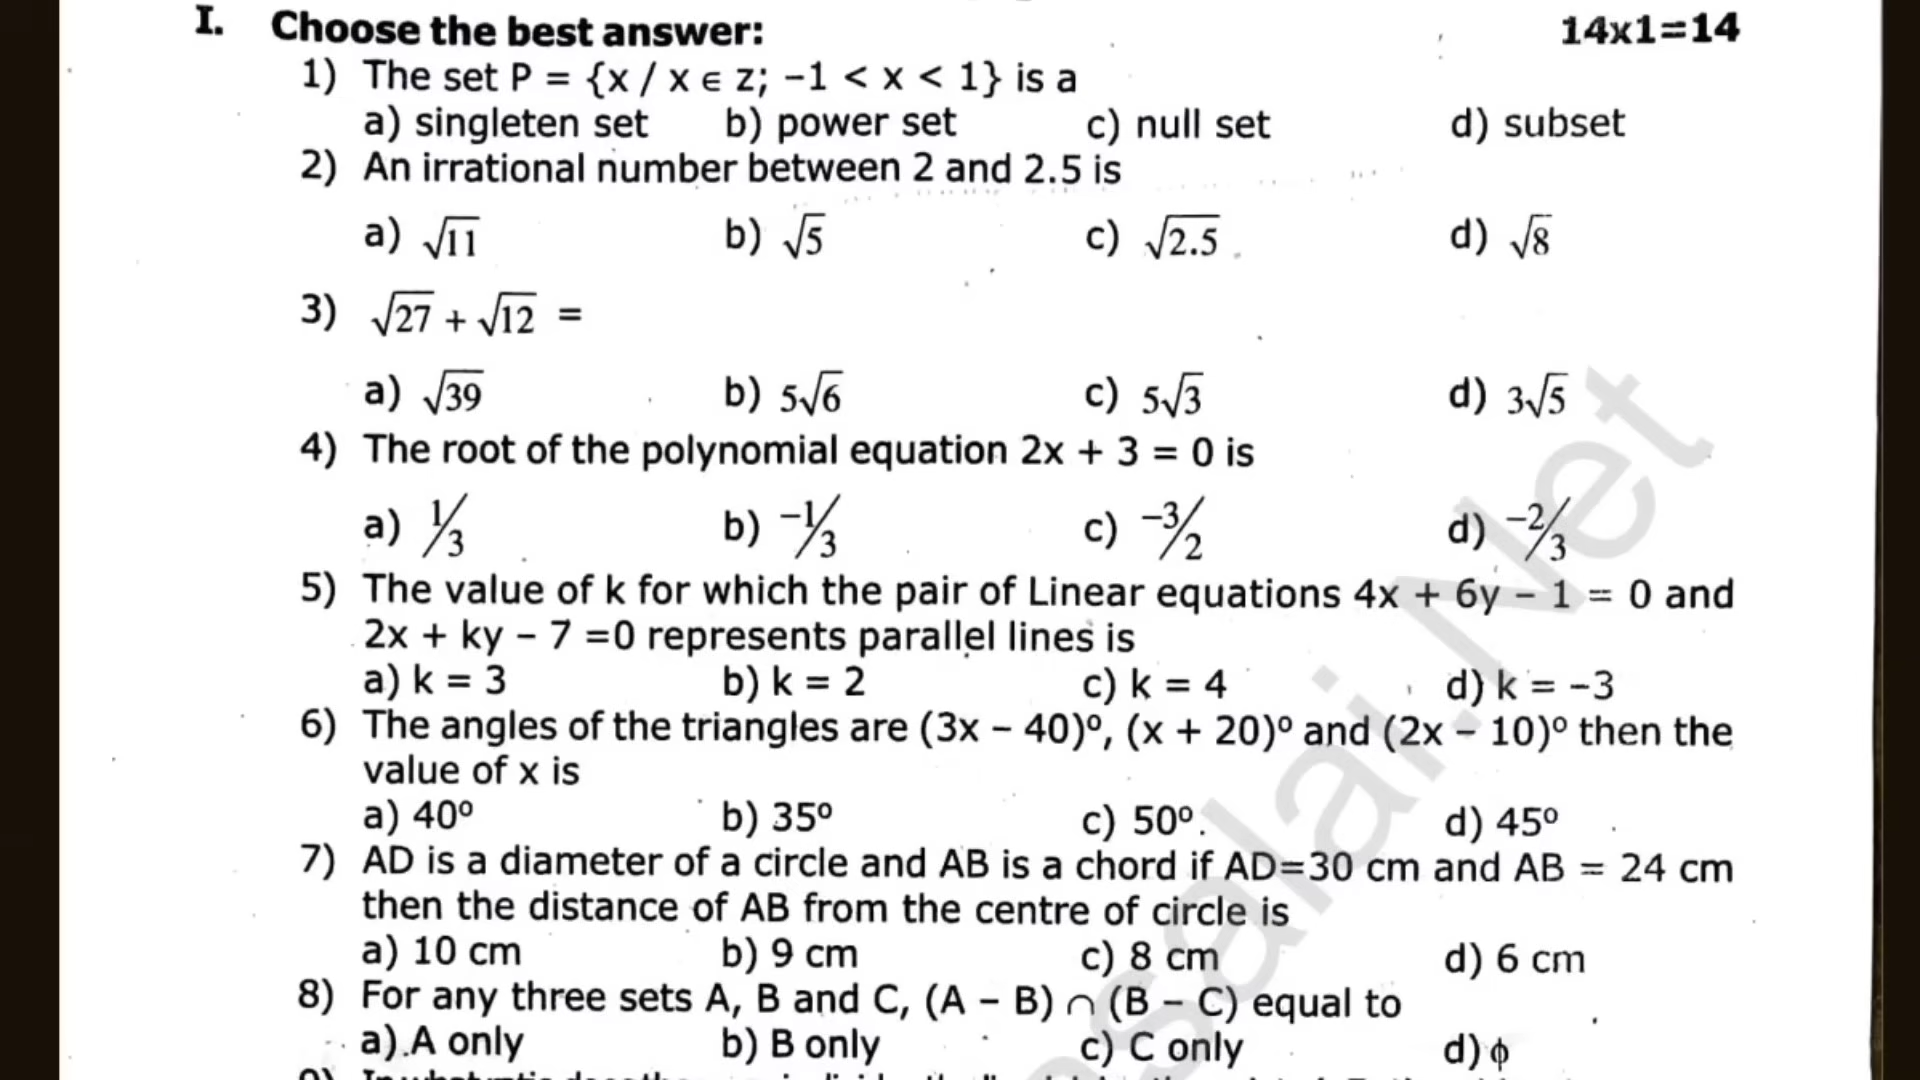 I. Choose the best answer: 14x1=14
1) The set P = {x / x ∈ z; −1 < x < 1} is a
a) singleten set b) power set c) null set d) subset
2) An irrational number between 2 and 2.5 is
a) √11 b) √5 c) √2.5 d) √8
3) √27 + √12 =
a) √39 b) 5√6 c) 5√3 d) 3√5
4) The root of the polynomial equation 2x + 3 = 0 is
a) 1/3 b) −1/3 c) −3/2 d) −2/3
5) The value of k for which the pair of Linear equations 4x + 6y − 1 = 0 and
2x + ky − 7 =0 represents parallel lines is
a) k = 3 b) k = 2 c) k = 4 d) k = −3
6) The angles of the triangles are (3x − 40)º, (x + 20)º and (2x − 10)º then the
value of x is
a) 40º b) 35º c) 50º d) 45º
7) AD is a diameter of a circle and AB is a chord if AD=30 cm and AB = 24 cm
then the distance of AB from the centre of circle is
a) 10 cm b) 9 cm c) 8 cm d) 6 cm
8) For any three sets A, B and C, (A − B) ∩ (B − C) equal to
a) A only b) B only c) C only d) ϕ
salai.Net